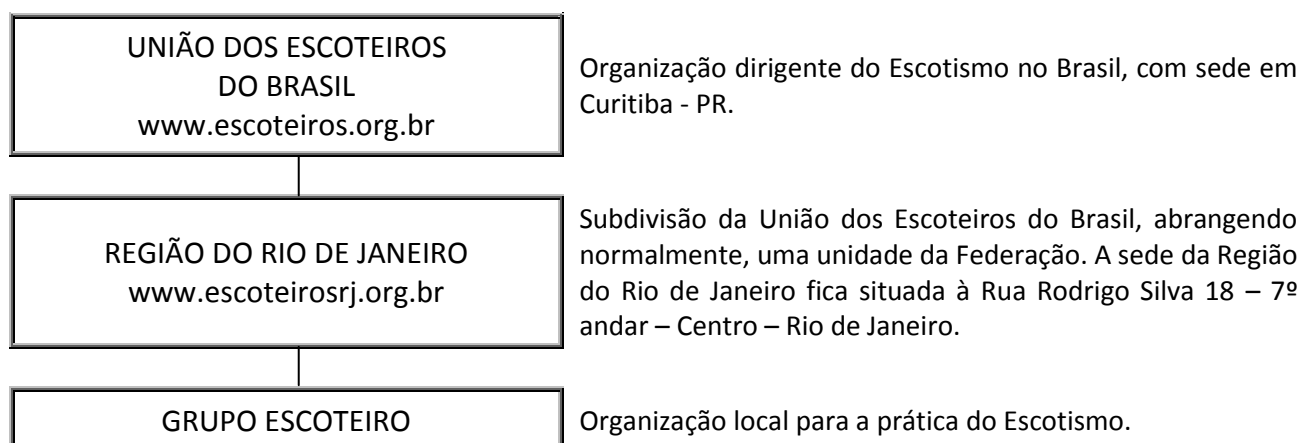 UNIÃO DOS ESCOTEIROS
DO BRASIL
www.escoteiros.org.br
Organização dirigente do Escotismo no Brasil, com sede em
Curitiba - PR.
REGIÃO DO RIO DE JANEIRO
www.escoteirosrj.org.br
Subdivisão da União dos Escoteiros do Brasil, abrangendo
normalmente, uma unidade da Federação. A sede da Região
do Rio de Janeiro fica situada à Rua Rodrigo Silva 18 – 7º
andar – Centro – Rio de Janeiro.
GRUPO ESCOTEIRO
Organização local para a prática do Escotismo.